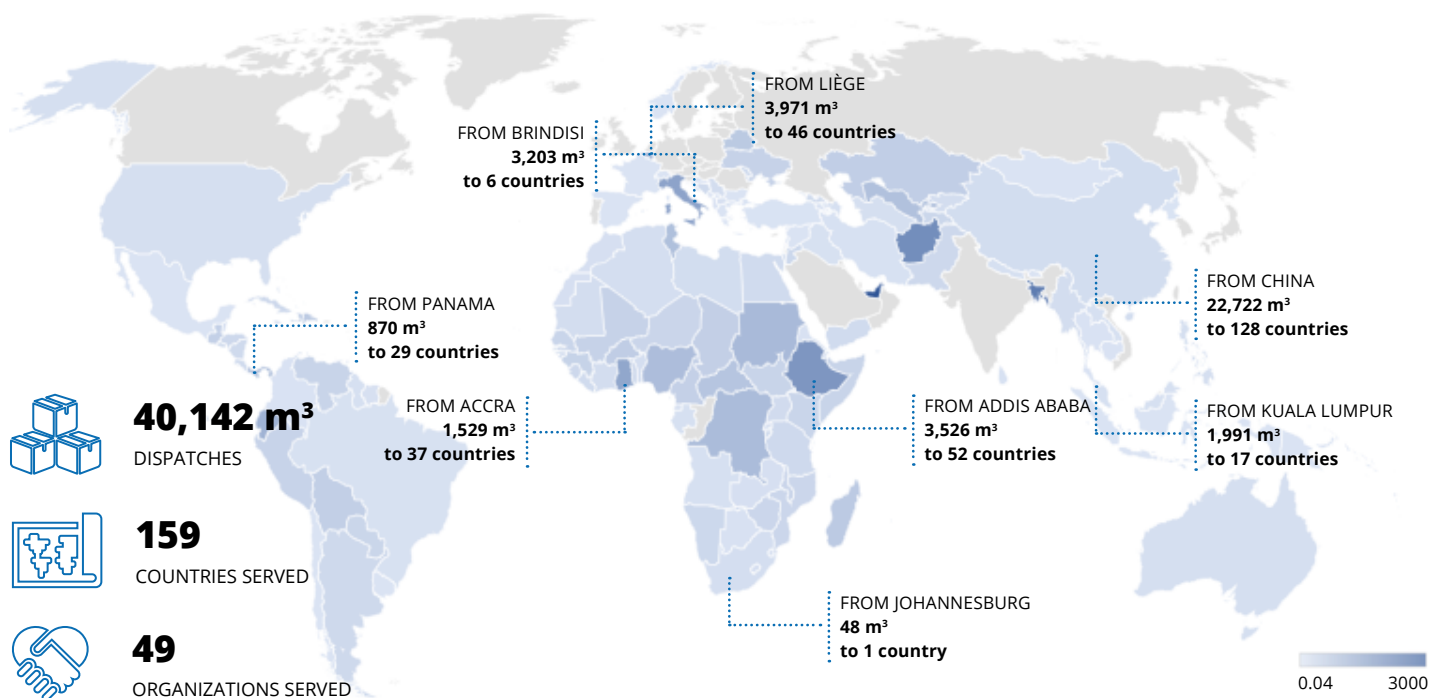 FROM LIÈGE
3,971 m³
to 46 countries
FROM BRINDISI
3,203 m³
to 6 countries
FROM CHINA
22,722 m³
to 128 countries
FROM PANAMA
870 m³
to 29 countries
FROM ACCRA
1,529 m³
to 37 countries
FROM ADDIS ABABA
3,526 m³
to 52 countries
FROM KUALA LUMPUR
1,991 m³
to 17 countries
40,142 m³
DISPATCHES
159
COUNTRIES SERVED
49
ORGANIZATIONS SERVED
FROM JOHANNESBURG
48 m³
to 1 country
0.04 3000